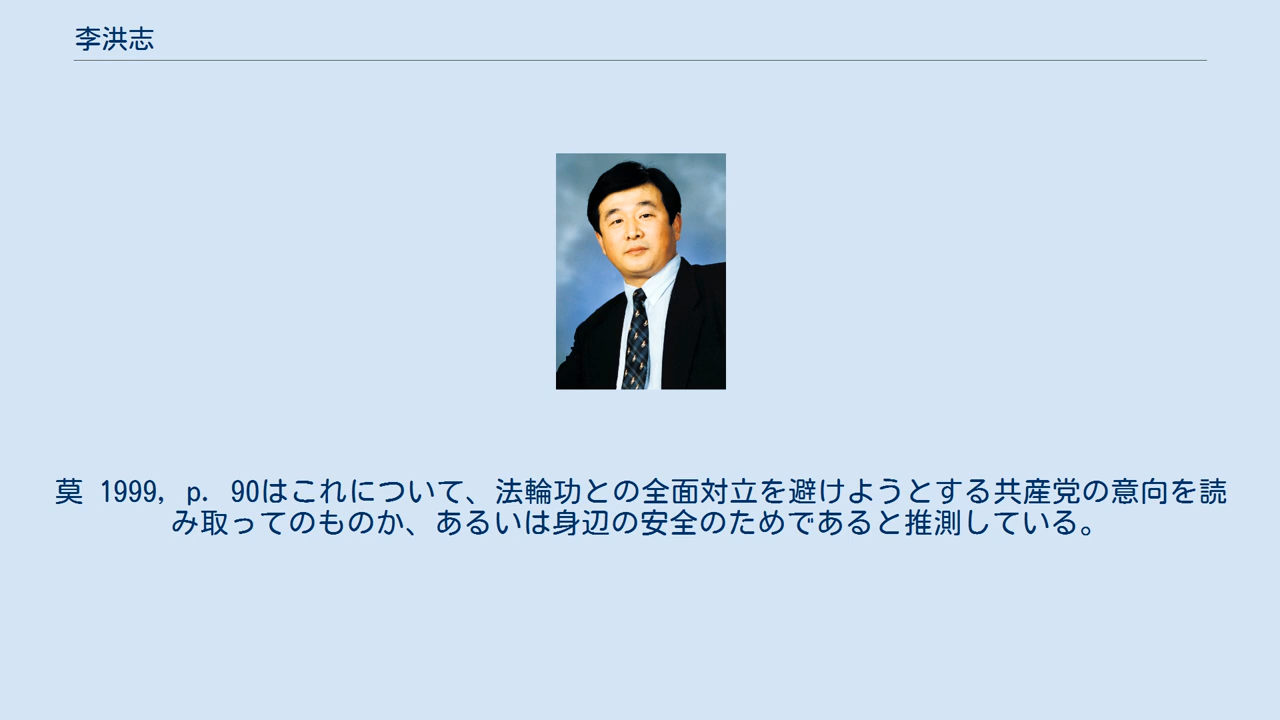 李洪志
莫 1999, p. 90はこれについて、法輪功との全面対立を避けようとする共産党の意向を読
み取ってのものか、あるいは身辺の安全のためであると推測している。